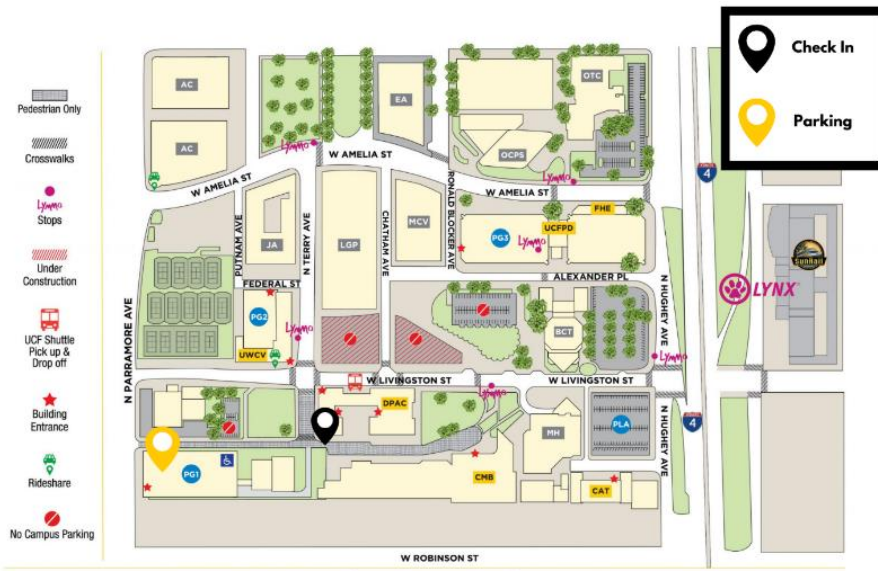 Check In
Parking
Pedestrian Only
Crosswalks
Lymmo
Stops
Under
Construction
UCF Shuttle
Pick up &
Drop off
Building
Entrance
Rideshare
No Campus Parking
AC
AC
EA
OTC
OCPS
Lymmo
W AMELIA ST
Lymmo
W AMELIA ST
W AMELIA ST
4
PUTNAM AVE
JA
N TERRY AVE
LGP
CHATHAM AVE
MCV
RONALD BLOCKER AVE
PG3
UCFPD
FHE
Lymmo
SunRail
FEDERAL ST
ALEXANDER PL
LYNX
N PARRAMORE AVE
PG2
UWCV
Lymmo
BCT
N HUGHEY AVE
Lymmo
W LIVINGSTON ST
W LIVINGSTON ST
DPAC
Lymmo
MH
PLA
N HUGHEY AVE
4
PG1
CMB
CAT
W ROBINSON ST